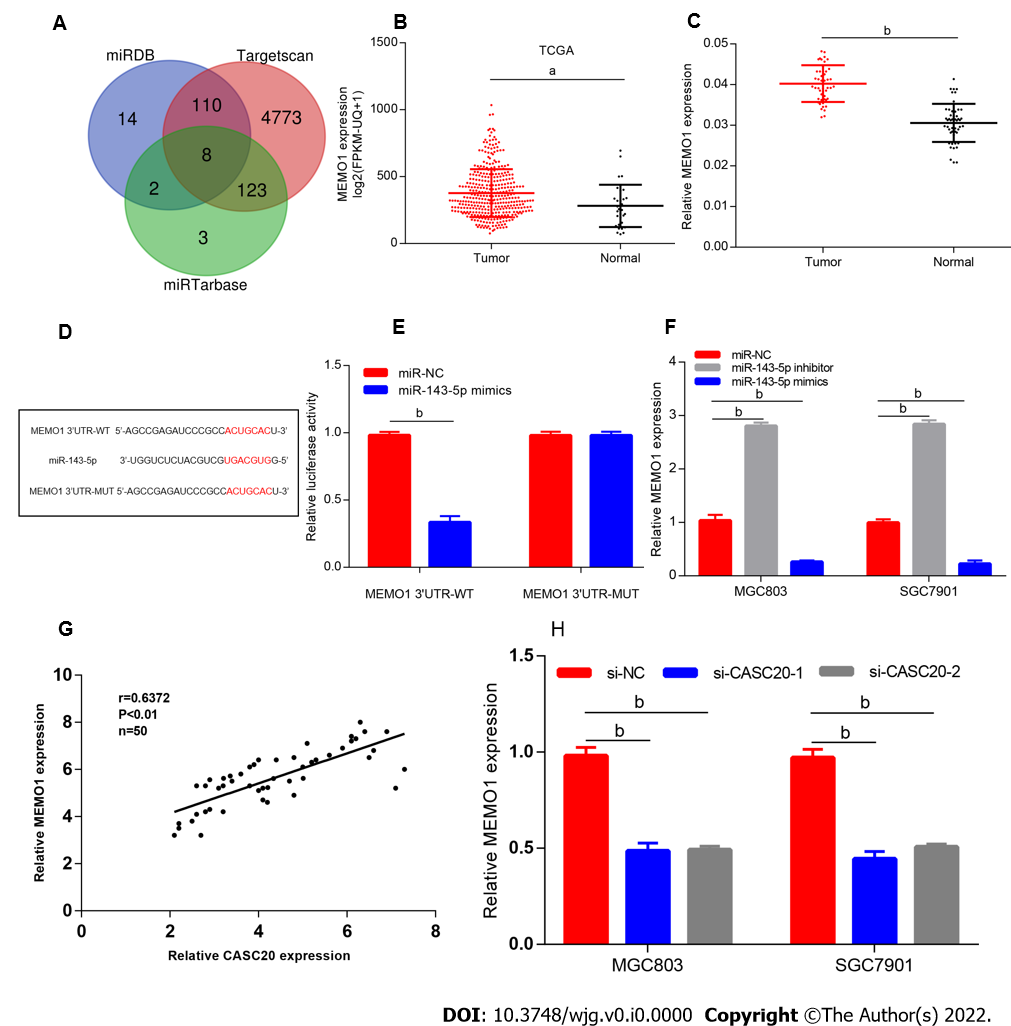 A
miRDB
Targetscan
14
110
4773
8
2
123
3
miRTarbase
B
TCGA
a
MEMO1 expression
log2(FPKM-UQ+1)
1500
1000
500
0
Tumor
Normal
C
b
Relative MEMO1 expression
0.05
0.04
0.03
0.02
0.01
0.00
Tumor
Normal
D
MEMO1 3'UTR-WT 5'-AGCCGAGAUCCCGCCACUGCACU-3'
miR-143-5p 3'-UGGUCUCUACGUCGUGACGUGG-5'
MEMO1 3'UTR-MUT 5'-AGCCGAGAUCCCGCCACUGCACU-3'
E
miR-NC
miR-143-5p mimics
b
Relative luciferase activity
1.5
1.0
0.5
0.0
MEMO1 3'UTR-WT
MEMO1 3'UTR-MUT
F
miR-NC
miR-143-5p inhibitor
miR-143-5p mimics
b
b
b
b
Relative MEMO1 expression
4
3
2
1
0
MGC803
SGC7901
G
r=0.6372
P<0.01
n=50
Relative MEMO1 expression
10
8
6
4
2
0
0
2
4
6
8
Relative CASC20 expression
H
si-NC
si-CASC20-1
si-CASC20-2
b
b
b
b
Relative MEMO1 expression
1.5
1.0
0.5
0.0
MGC803
SGC7901
DOI: 10.3748/wjg.v0.i0.0000 Copyright ©The Author(s) 2022.